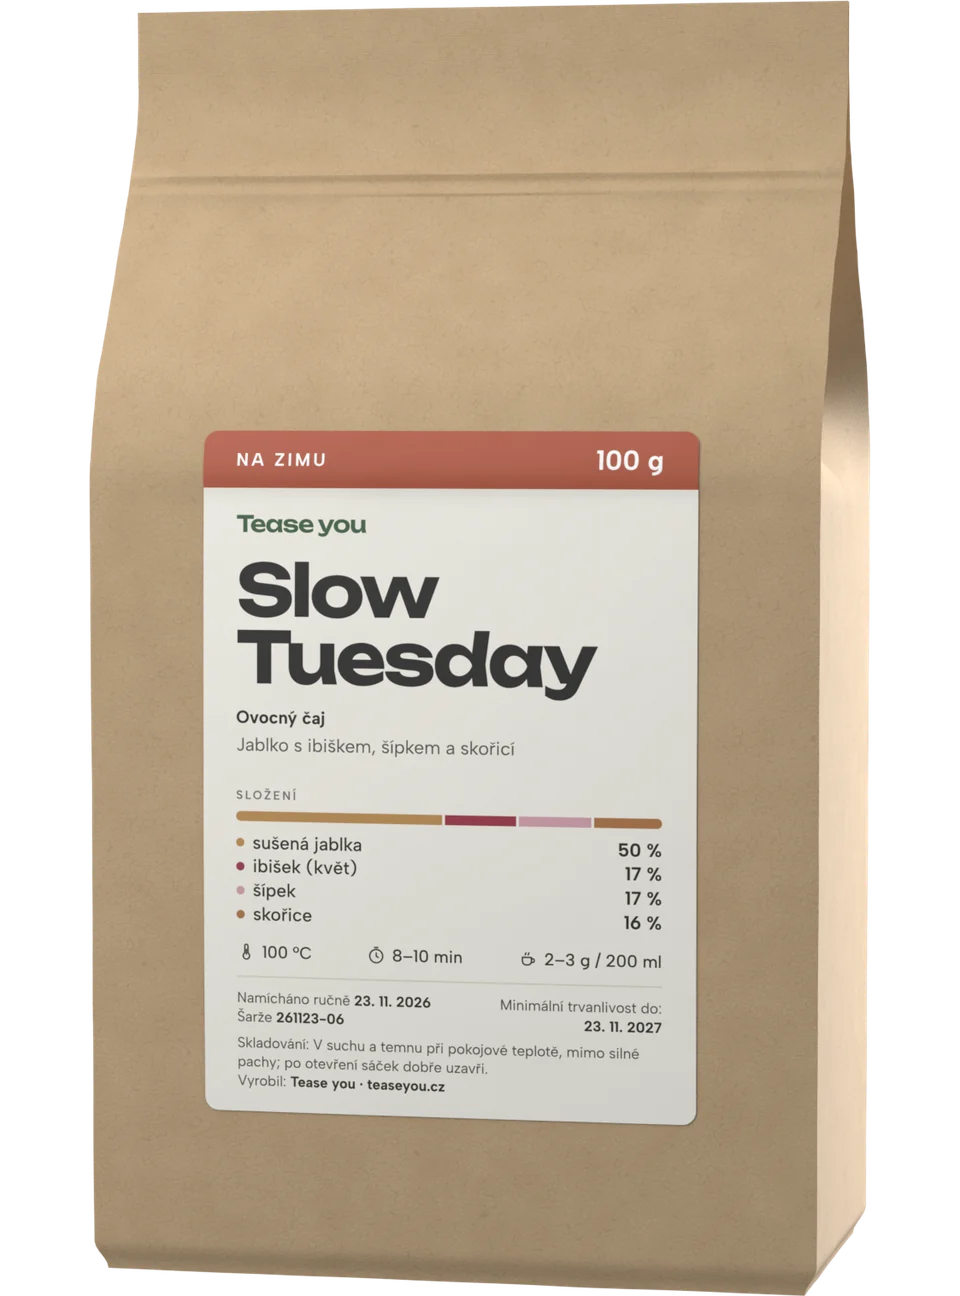 NA ZIMU 100 g
Tease you
Slow
Tuesday
Ovocný čaj
Jablko s ibiškem, šípkem a skořicí
SLOŽENÍ
sušená jablka 50 %
ibišek (květ) 17 %
šípek 17 %
skořice 16 %
100 °C 8–10 min 2–3 g / 200 ml
Namícháno ručně 23. 11. 2026
Šarže 261123-06
Minimální trvanlivost do:
23. 11. 2027
Skladování: V suchu a temnu při pokojové teplotě, mimo silné
pachy; po otevření sáček dobře uzavři.
Vyrobil: Tease you · teaseyou.cz